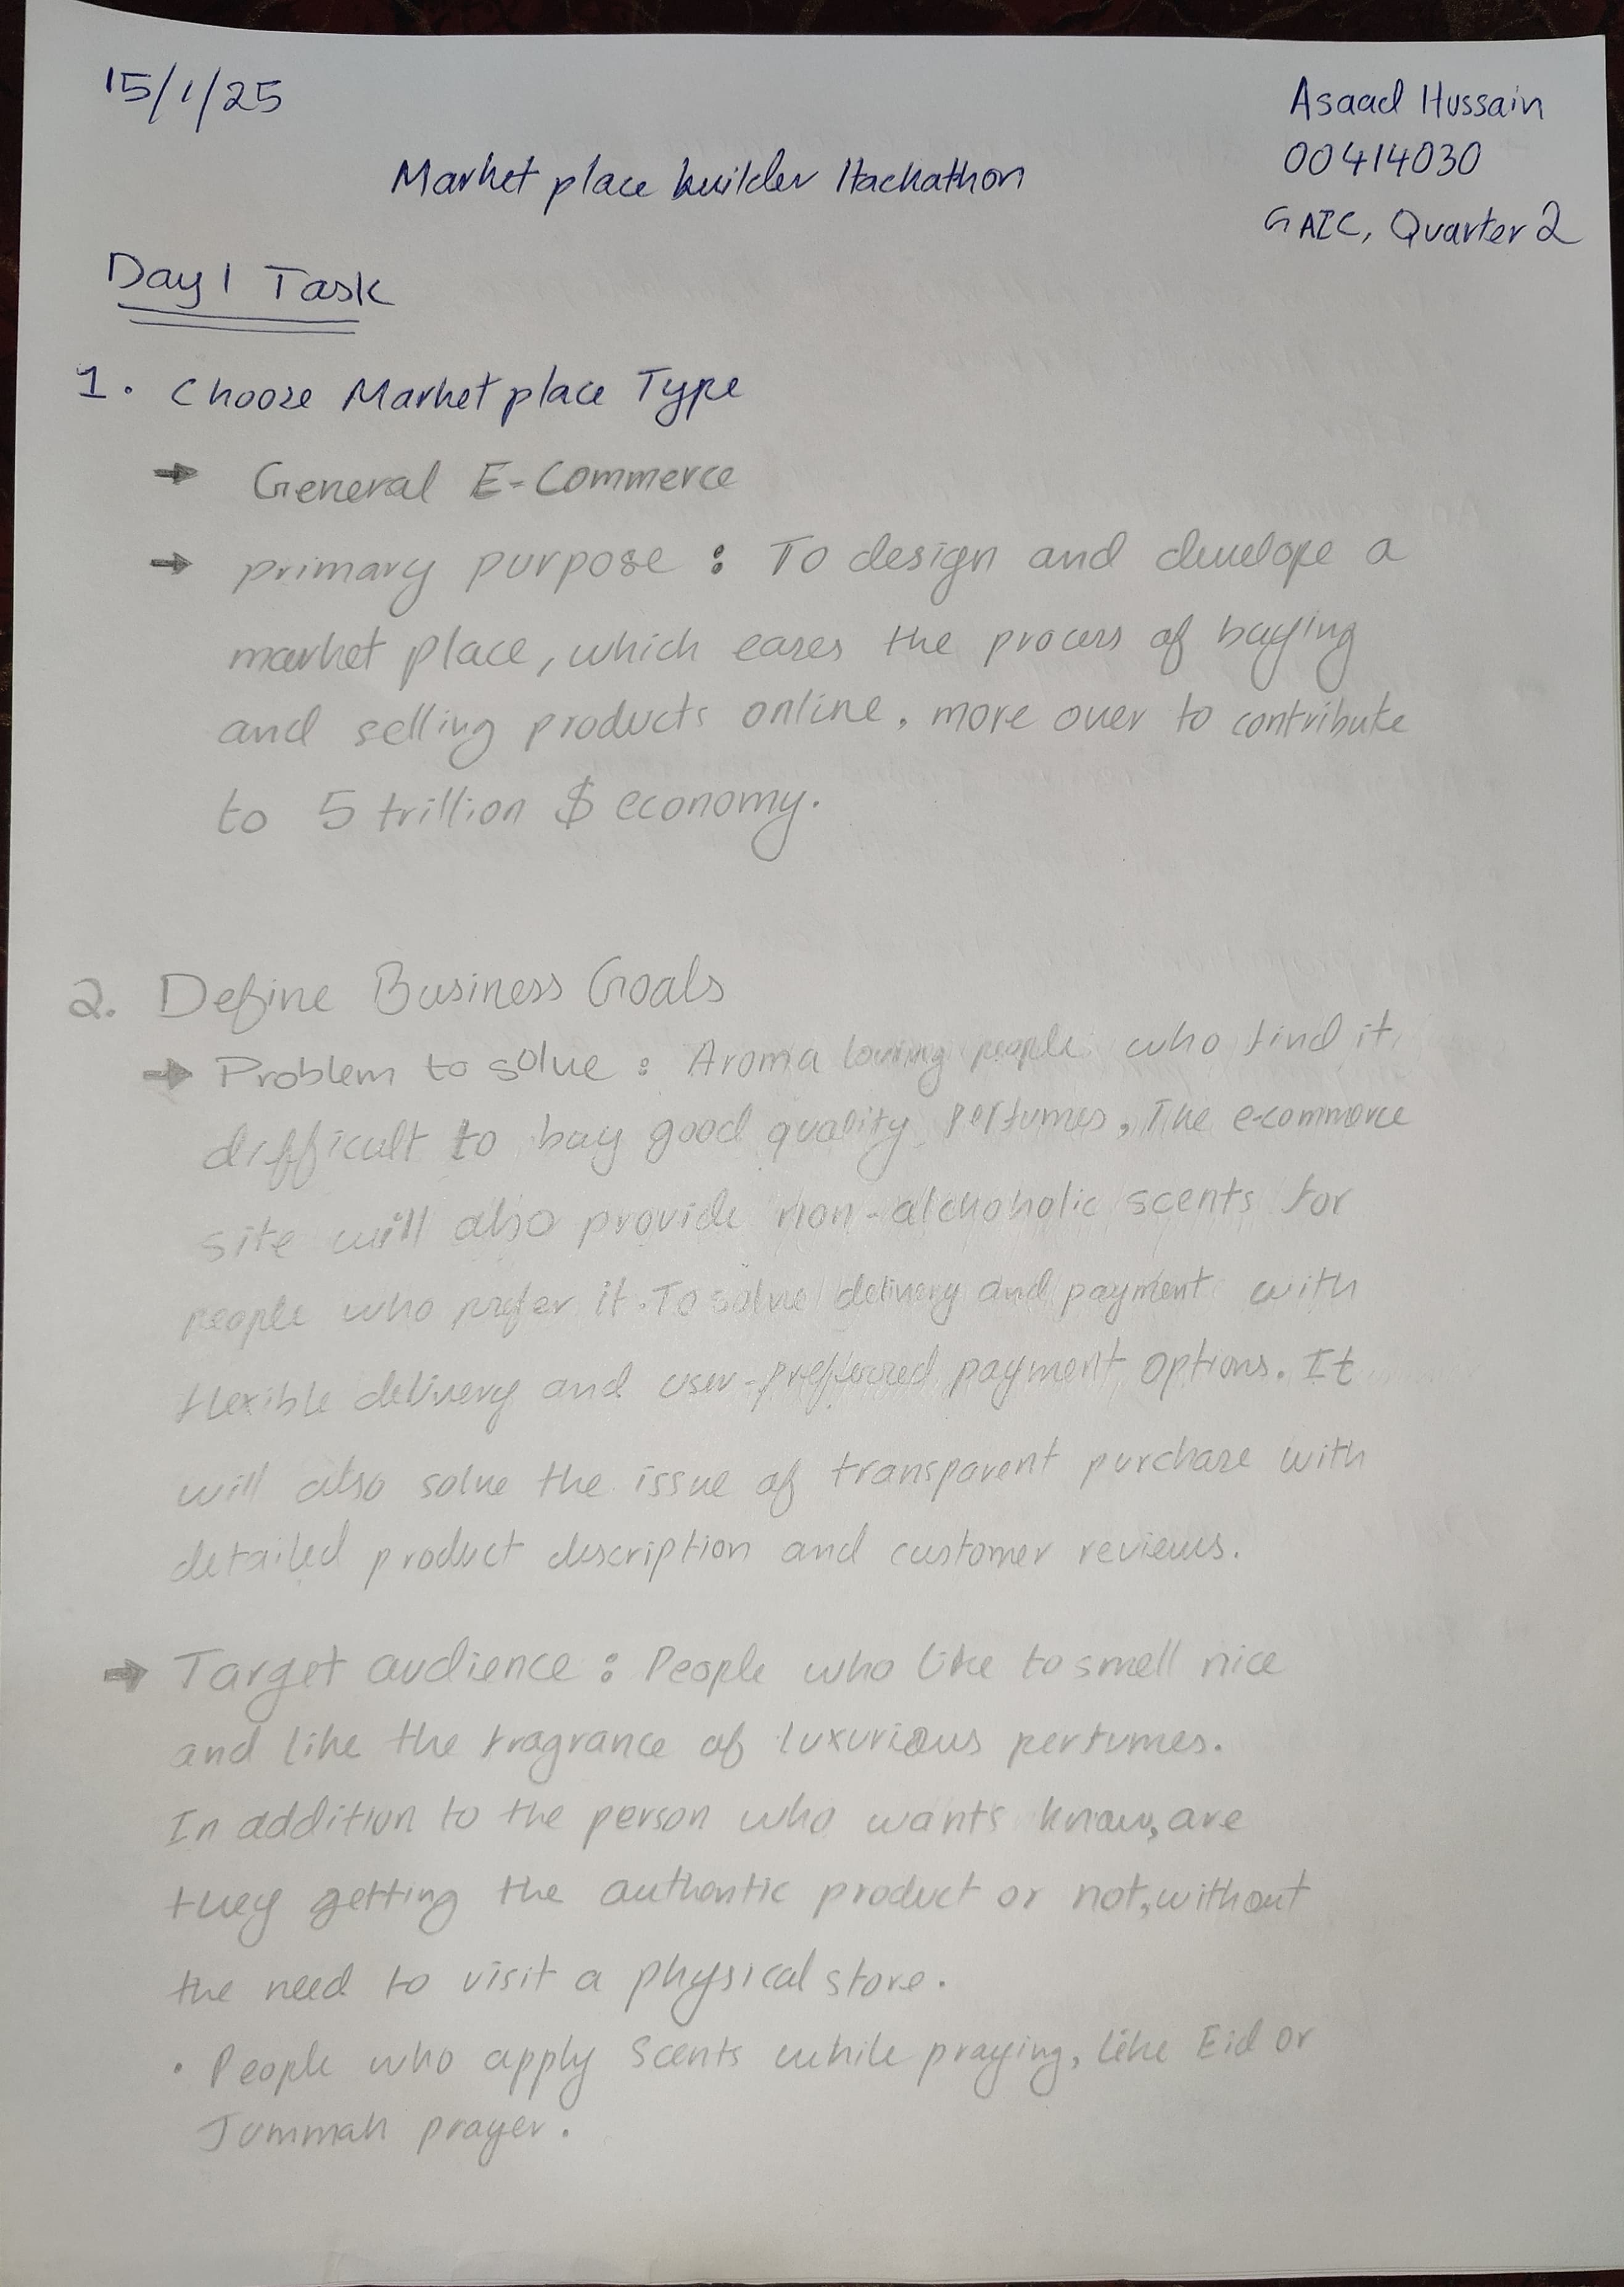 15/1/25
Asaad Hussain
00414030
Market place builder Hackathon
GAIC, Quarter 2
Day 1 Task
1. Choose Market place Type
→ General E-Commerce
→ primary purpose : To design and develope a
market place, which eases the process of buying
and selling products online, more over to contribute
to 5 trillion $ economy.
2. Define Business Goals
→ Problem to solve : Aroma loving people who find it
difficult to buy good quality perfumes, The e-commerce
site will also provide non-alchoholic scents for
people who prefer it. To solve delivery and payment with
flexible delivery and user-preferred payment options. It
will also solve the issue of transparent purchase with
detailed product description and customer reviews.
→ Target audience : People who like to smell nice
and like the fragrance of luxurious perfumes.
In addition to the person who wants know, are
they getting the authentic product or not, without
the need to visit a physical store.
• People who apply Scents while praying, like Eid or
Jummah prayer.